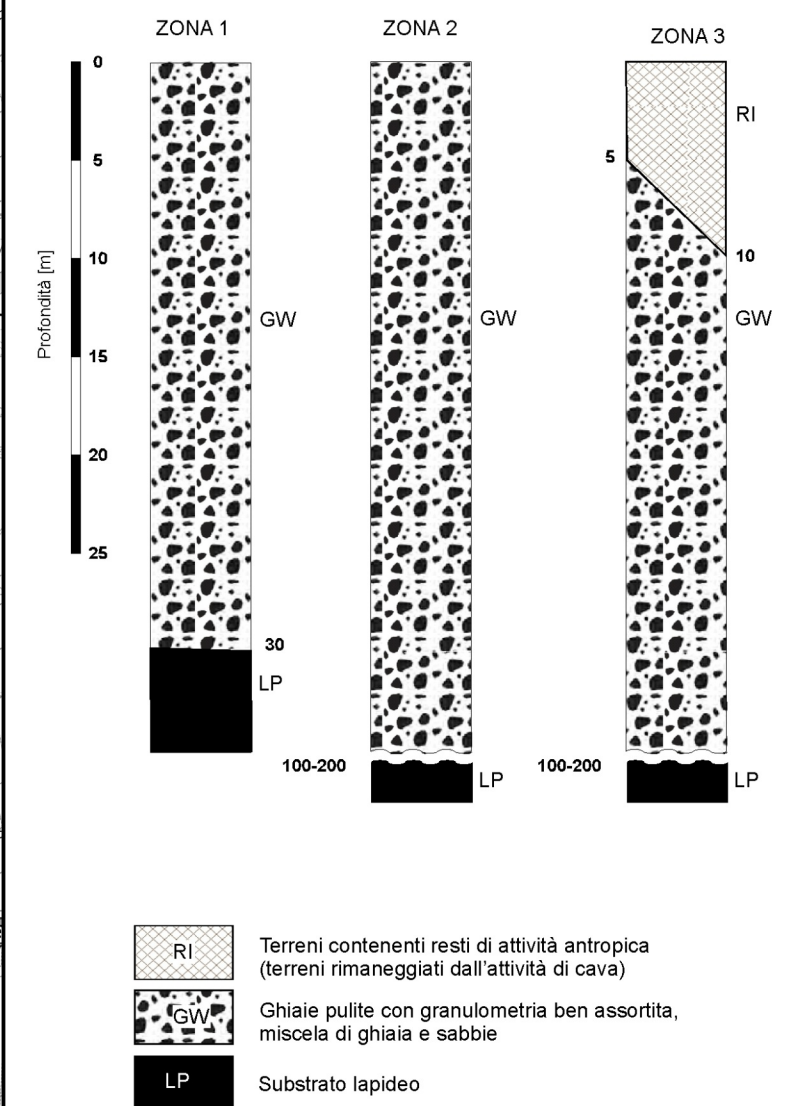 ZONA 1
ZONA 2
ZONA 3
Profondità [m]
0
5
10
15
20
25
GW
30
LP
GW
100-200
LP
RI
5
10
GW
100-200
LP
RI
Terreni contenenti resti di attività antropica
(terreni rimaneggiati dall'attività di cava)
GW
Ghiaie pulite con granulometria ben assortita,
miscela di ghiaia e sabbie
LP
Substrato lapideo